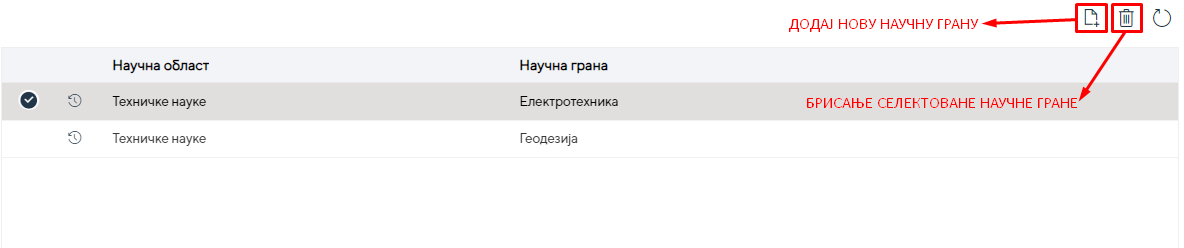 ДОДАЈ НОВУ НАУЧНУ ГРАНУ
Научна област Научна грана
Техничке науке Електротехника
БРИСАЊЕ СЕЛЕКТОВАНЕ НАУЧНЕ ГРАНЕ
Техничке науке Геодезија